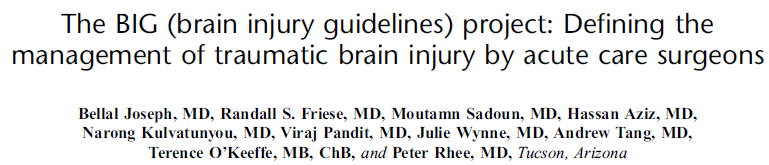 The BIG (brain injury guidelines) project: Defining the
management of traumatic brain injury by acute care surgeons
Bellal Joseph, MD, Randall S. Friese, MD, Moutamn Sadoun, MD, Hassan Aziz, MD,
Narong Kulvatunyou, MD, Viraj Pandit, MD, Julie Wynne, MD, Andrew Tang, MD,
Terence O'Keeffe, MB, ChB, and Peter Rhee, MD, Tucson, Arizona